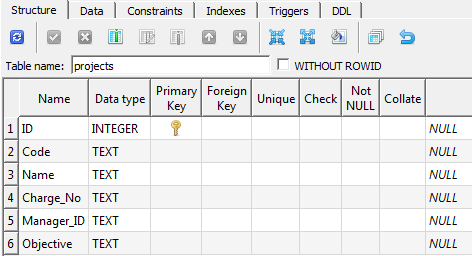 Structure Data Constraints Indexes Triggers DDL
Table name: projects WITHOUT ROWID
Name Data type Primary Key Foreign Key Unique Check Not NULL Collate
1 ID INTEGER NULL
2 Code TEXT NULL
3 Name TEXT NULL
4 Charge_No TEXT NULL
5 Manager_ID TEXT NULL
6 Objective TEXT NULL